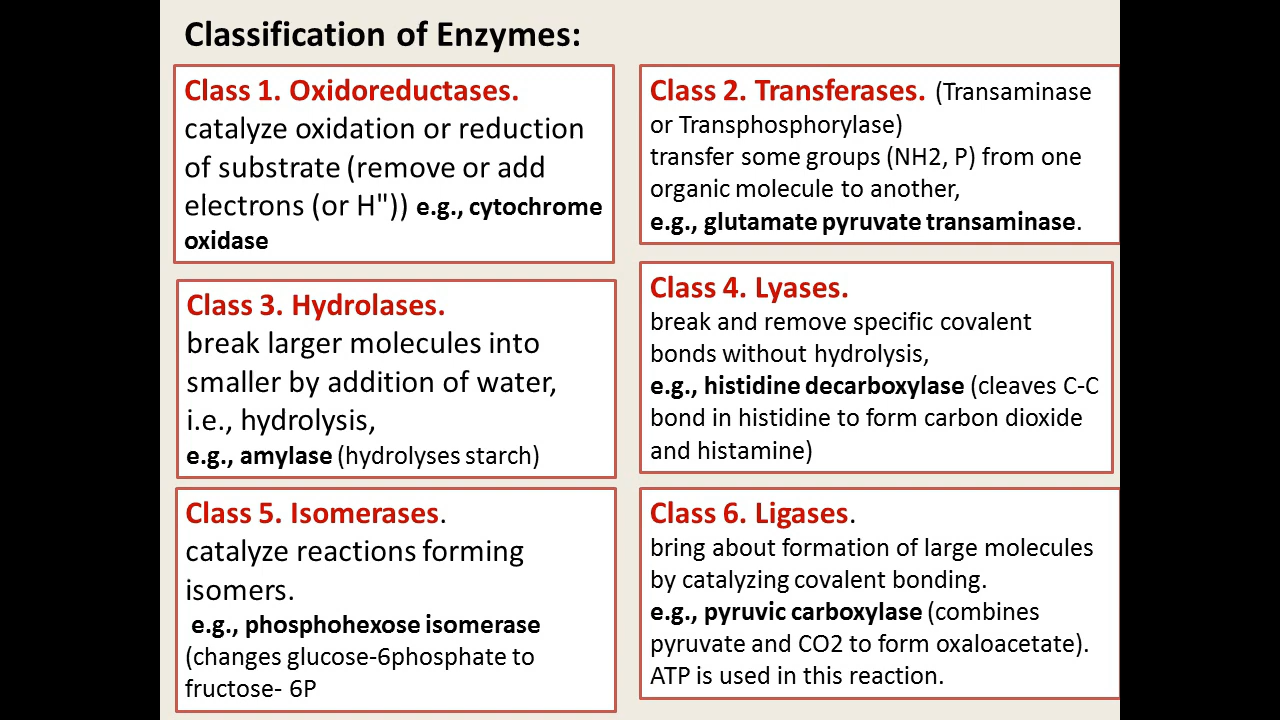 Classification of Enzymes:
Class 1. Oxidoreductases.
catalyze oxidation or reduction
of substrate (remove or add
electrons (or H")) e.g., cytochrome
oxidase
Class 2. Transferases. (Transaminase
or Transphosphorylase)
transfer some groups (NH2, P) from one
organic molecule to another,
e.g., glutamate pyruvate transaminase.
Class 3. Hydrolases.
break larger molecules into
smaller by addition of water,
i.e., hydrolysis,
e.g., amylase (hydrolyses starch)
Class 4. Lyases.
break and remove specific covalent
bonds without hydrolysis,
e.g., histidine decarboxylase (cleaves C-C
bond in histidine to form carbon dioxide
and histamine)
Class 5. Isomerases.
catalyze reactions forming
isomers.
e.g., phosphohexose isomerase
(changes glucose-6phosphate to
fructose- 6P
Class 6. Ligases.
bring about formation of large molecules
by catalyzing covalent bonding.
e.g., pyruvic carboxylase (combines
pyruvate and CO2 to form oxaloacetate).
ATP is used in this reaction.